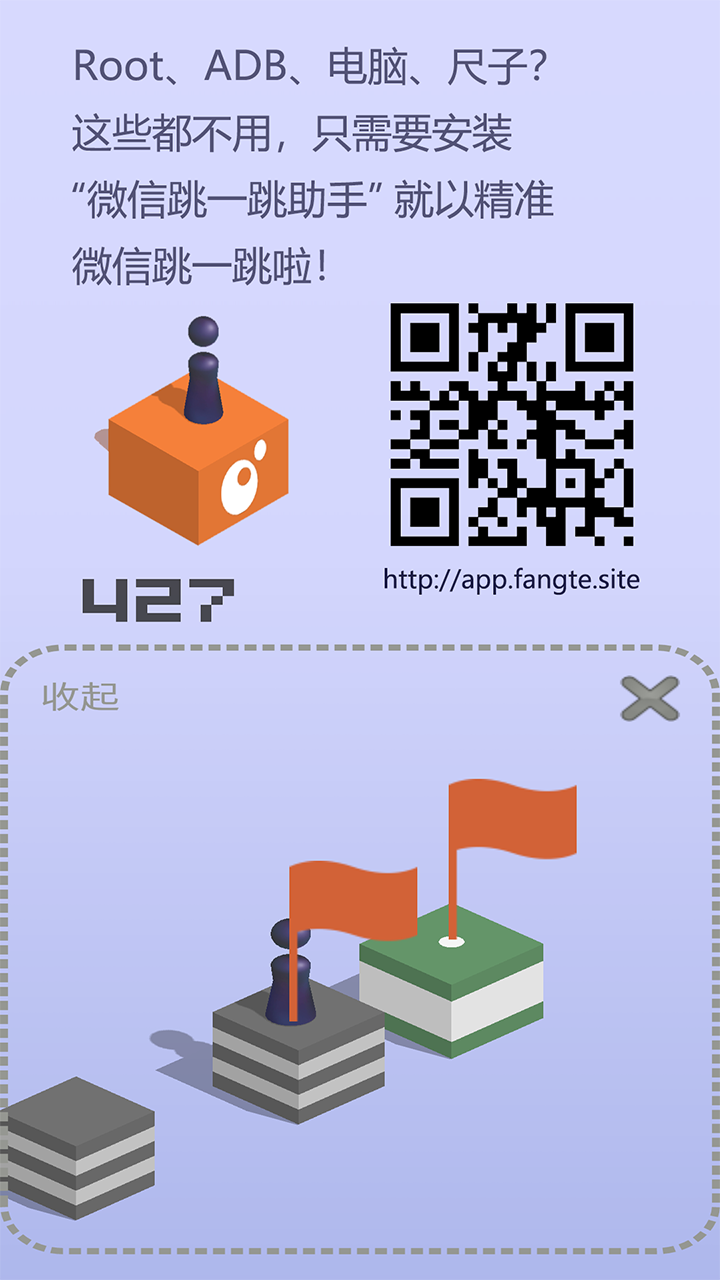 Root、ADB、电脑、尺子？
这些都不用，只需要安装
“微信跳一跳助手” 就以精准
微信跳一跳啦！
http://app.fangte.site
427
收起